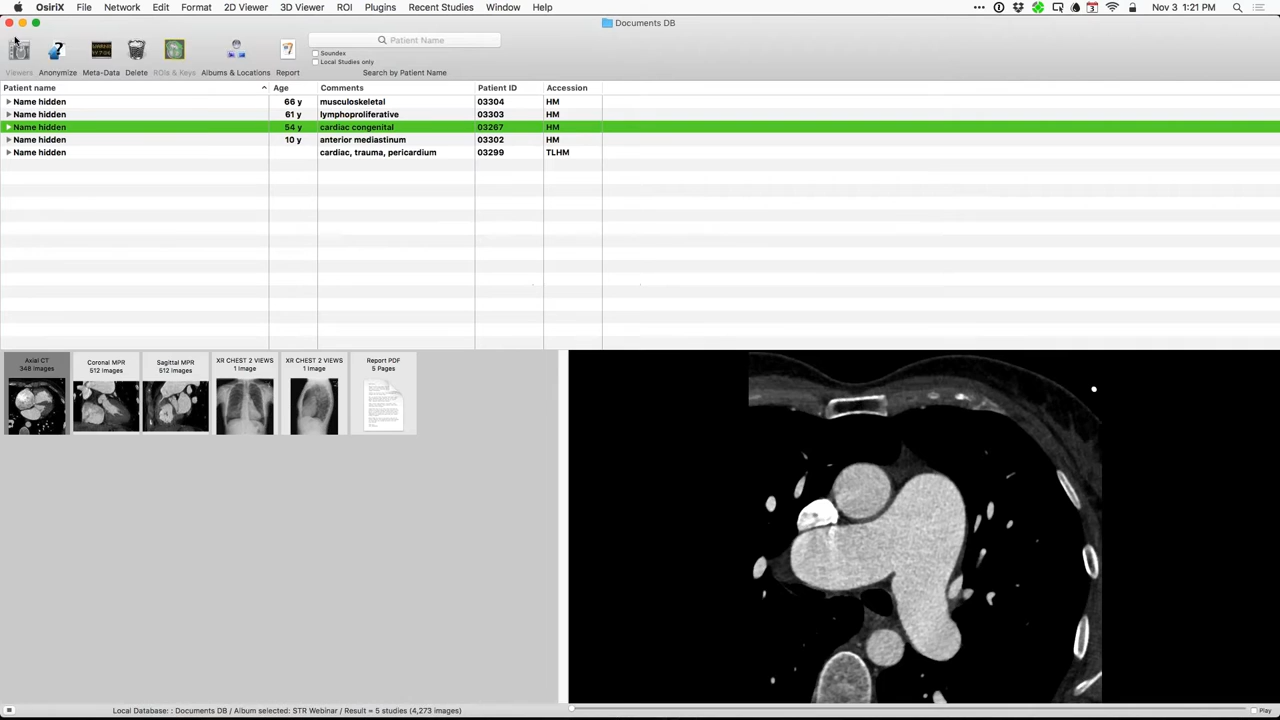 OsiriX File Network Edit Format 2D Viewer 3D Viewer ROI Plugins Recent Studies Window Help Nov 3 1:21 PM
Documents DB
Patient Name
Soundex
Local Studies only
Viewers Anonymize Meta-Data Delete ROIs & Keys Albums & Locations Report Search by Patient Name
Patient name Age Comments Patient ID Accession
Name hidden 66 y musculoskeletal 03304 HM
Name hidden 61 y lymphoproliferative 03303 HM
Name hidden 54 y cardiac congenital 03267 HM
Name hidden 10 y anterior mediastinum 03302 HM
Name hidden cardiac, trauma, pericardium 03299 TLHM
Axial CT Coronal MPR Sagittal MPR XR CHEST 2 VIEWS XR CHEST 2 VIEWS Report PDF
348 Images 512 Images 512 Images 1 Image 1 Image 5 Pages
Local Database: : Documents DB / Album selected: STR Webinar / Result = 5 studies (4,273 images)
Play